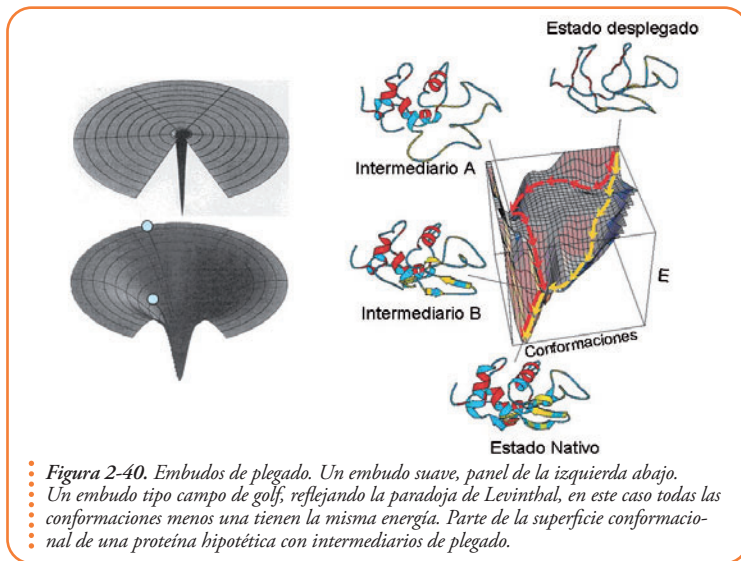 Estado desplegado
Intermediario A
Intermediario B
E
Conformaciones
Estado Nativo
Figura 2-40. Embudos de plegado. Un embudo suave, panel de la izquierda abajo.
Un embudo tipo campo de golf, reflejando la paradoja de Levinthal, en este caso todas las
conformaciones menos una tienen la misma energía. Parte de la superficie conformacio-
nal de una proteína hipotética con intermediarios de plegado.